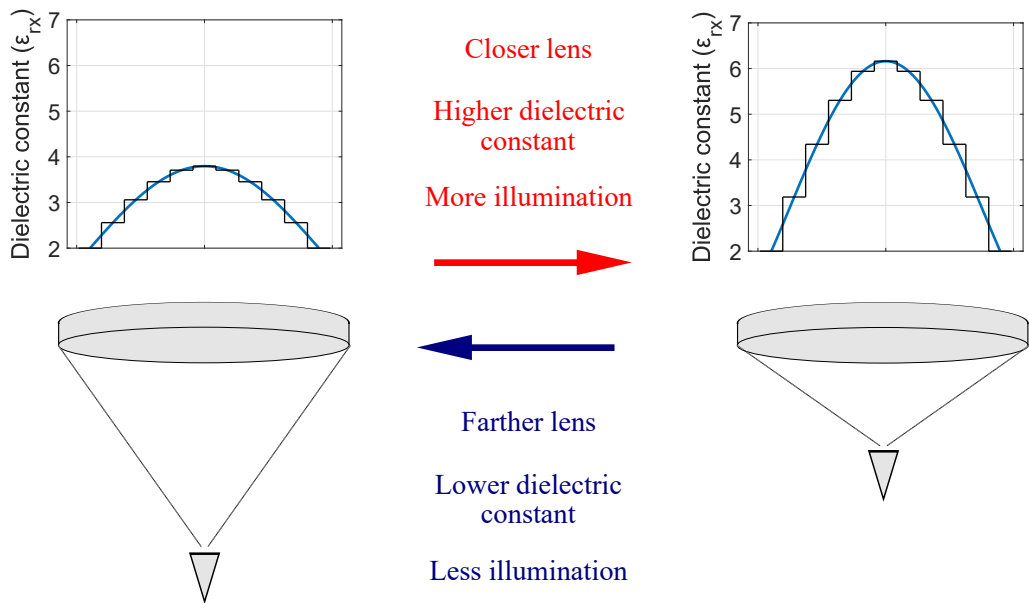 Dielectric constant (εrx)
7
6
5
4
3
2
Closer lens
Higher dielectric
constant
More illumination
Dielectric constant (εrx)
7
6
5
4
3
2
Farther lens
Lower dielectric
constant
Less illumination